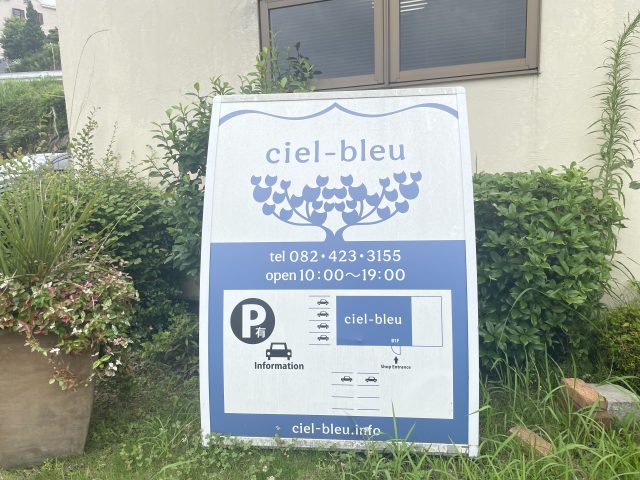 ciel-bleu
tel 082・423・3155
open 10:00～19:00
P
有
ciel-bleu
B1F
Information
Shop Entrance
ciel-bleu.info